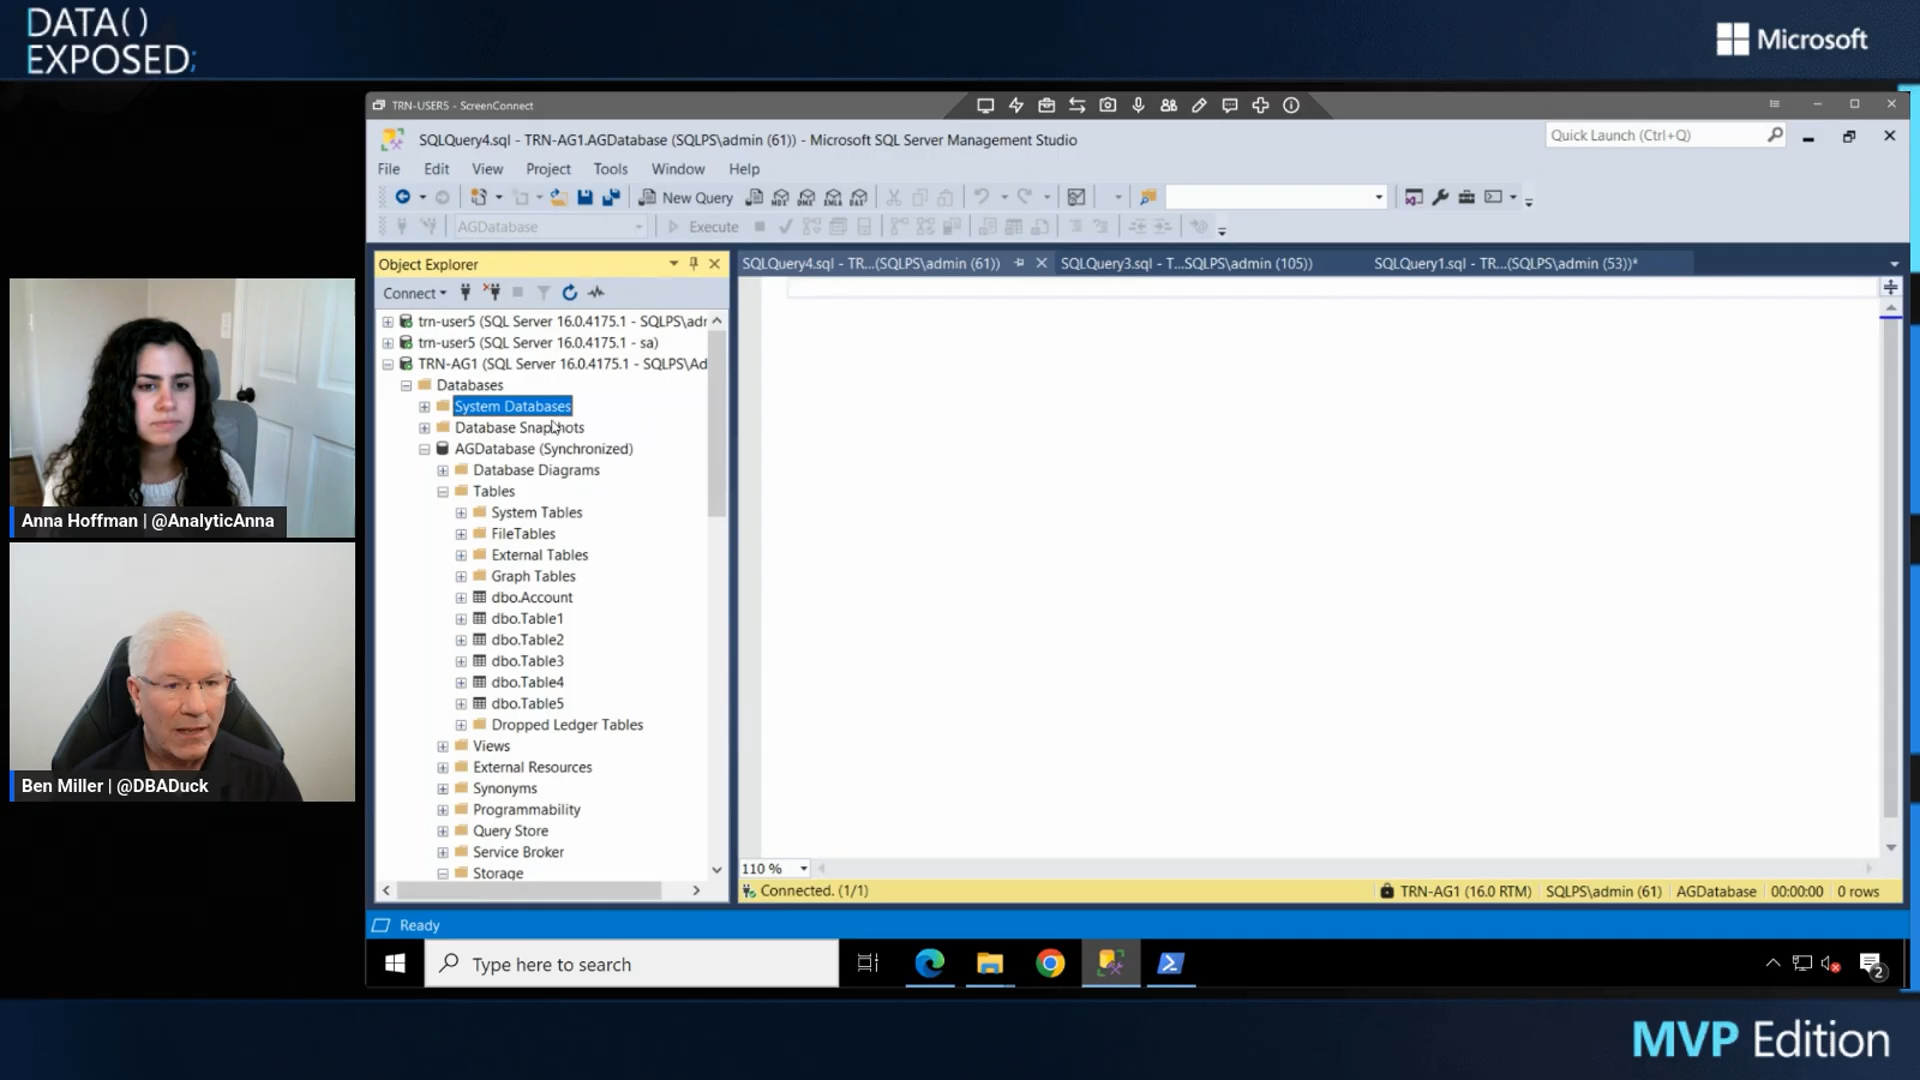 DATA()
EXPOSED;
Microsoft
TRN-USER5 - ScreenConnect
SQLQuery4.sql - TRN-AG1.AGDatabase (SQLPS\admin (61)) - Microsoft SQL Server Management Studio
Quick Launch (Ctrl+Q)
File Edit View Project Tools Window Help
New Query
MDX DMX XMLA DAX
AGDatabase
Execute
Object Explorer
SQLQuery4.sql - TR...(SQLPS\admin (61))
SQLQuery3.sql - T...SQLPS\admin (105))
SQLQuery1.sql - TR...(SQLPS\admin (53))*
Connect
trn-user5 (SQL Server 16.0.4175.1 - SQLPS\adr
trn-user5 (SQL Server 16.0.4175.1 - sa)
TRN-AG1 (SQL Server 16.0.4175.1 - SQLPS\Ad
Databases
System Databases
Database Snapshots
AGDatabase (Synchronized)
Database Diagrams
Tables
System Tables
FileTables
External Tables
Graph Tables
dbo.Account
dbo.Table1
dbo.Table2
dbo.Table3
dbo.Table4
dbo.Table5
Dropped Ledger Tables
Views
External Resources
Synonyms
Programmability
Query Store
Service Broker
Storage
110 %
Connected. (1/1)
TRN-AG1 (16.0 RTM) SQLPS\admin (61) AGDatabase 00:00:00 0 rows
Ready
Type here to search
2
Anna Hoffman | @AnalyticAnna
Ben Miller | @DBADuck
MVP Edition